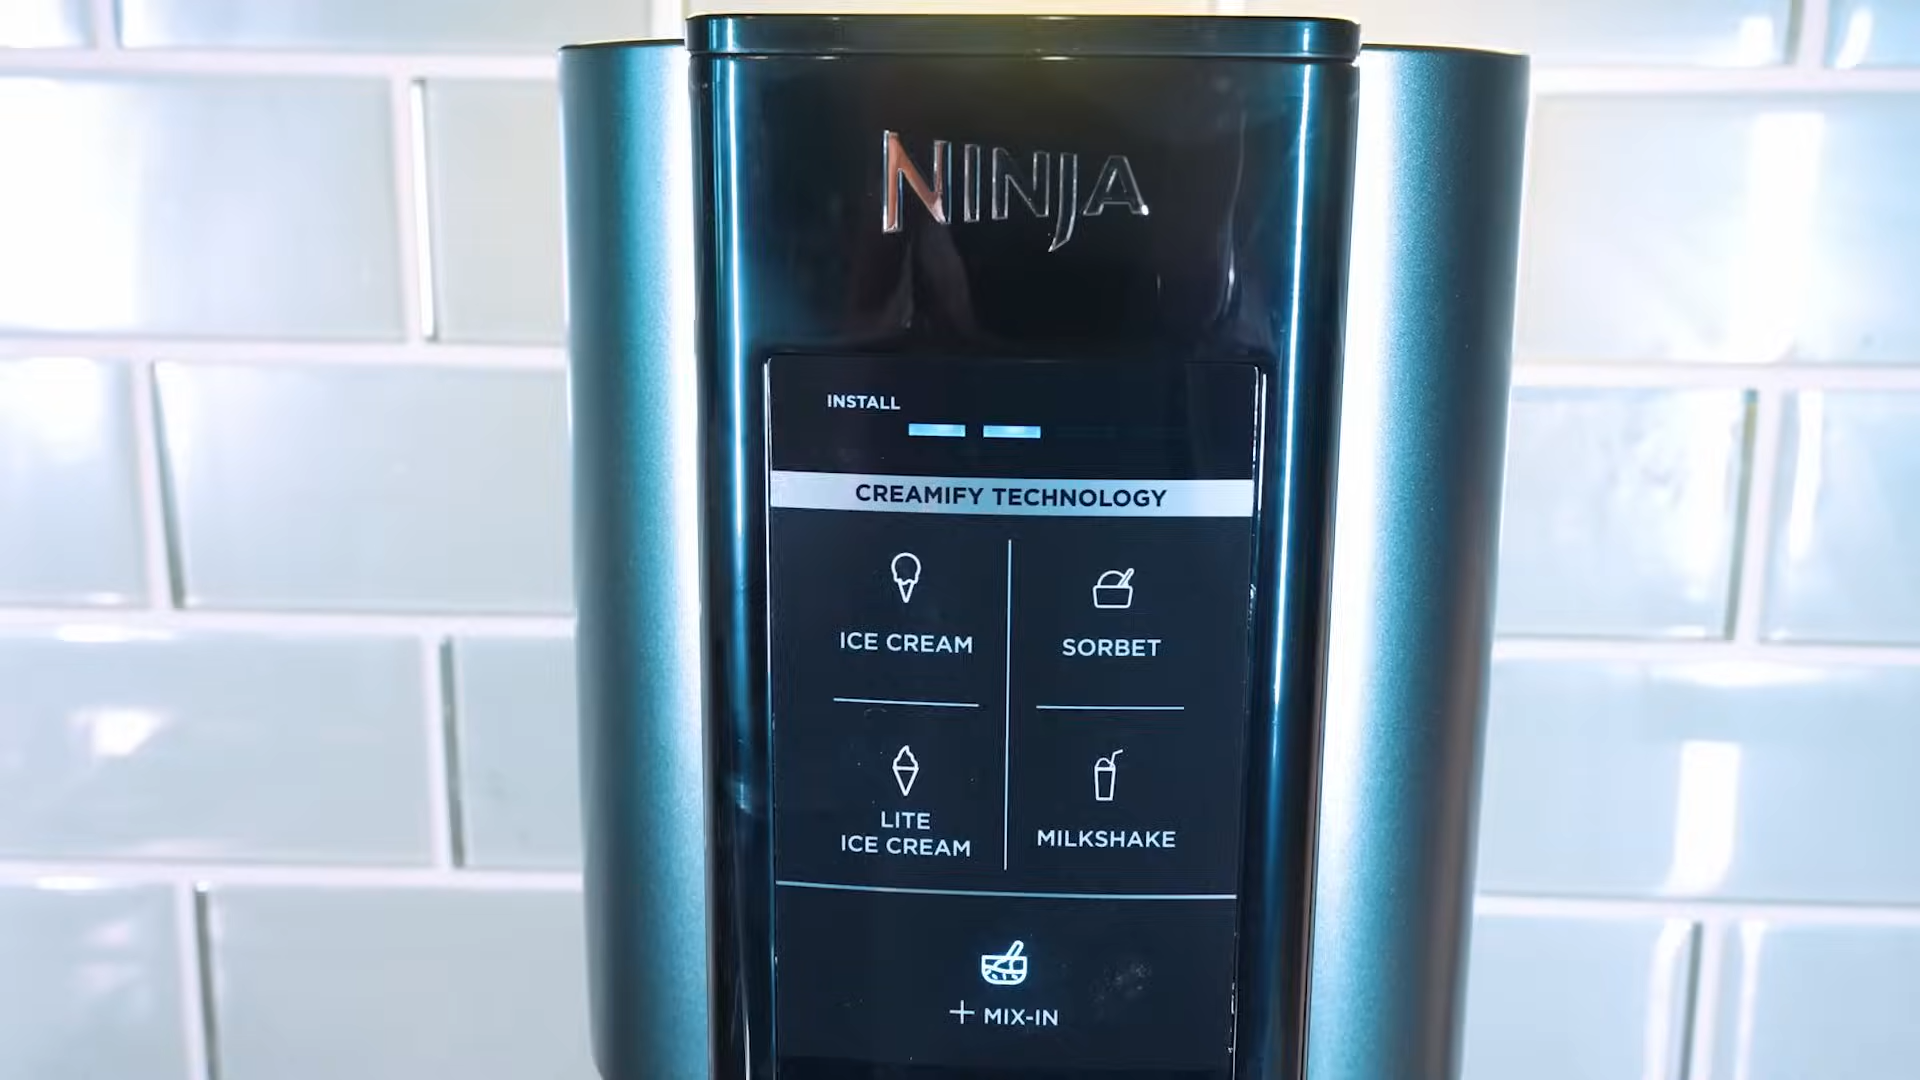 NINJA
INSTALL
CREAMIFY TECHNOLOGY
ICE CREAM
SORBET
LITE
ICE CREAM
MILKSHAKE
+ MIX-IN